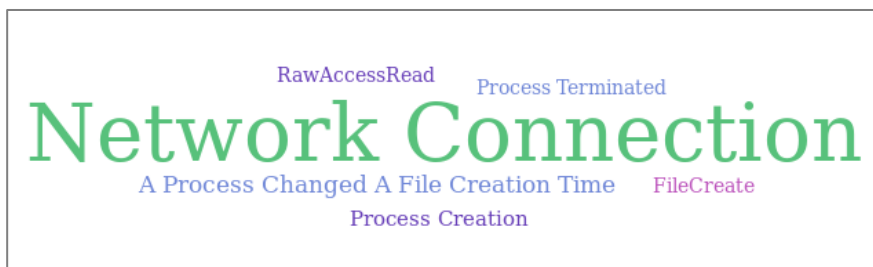 RawAccessRead
Process Terminated
Network Connection
A Process Changed A File Creation Time
FileCreate
Process Creation